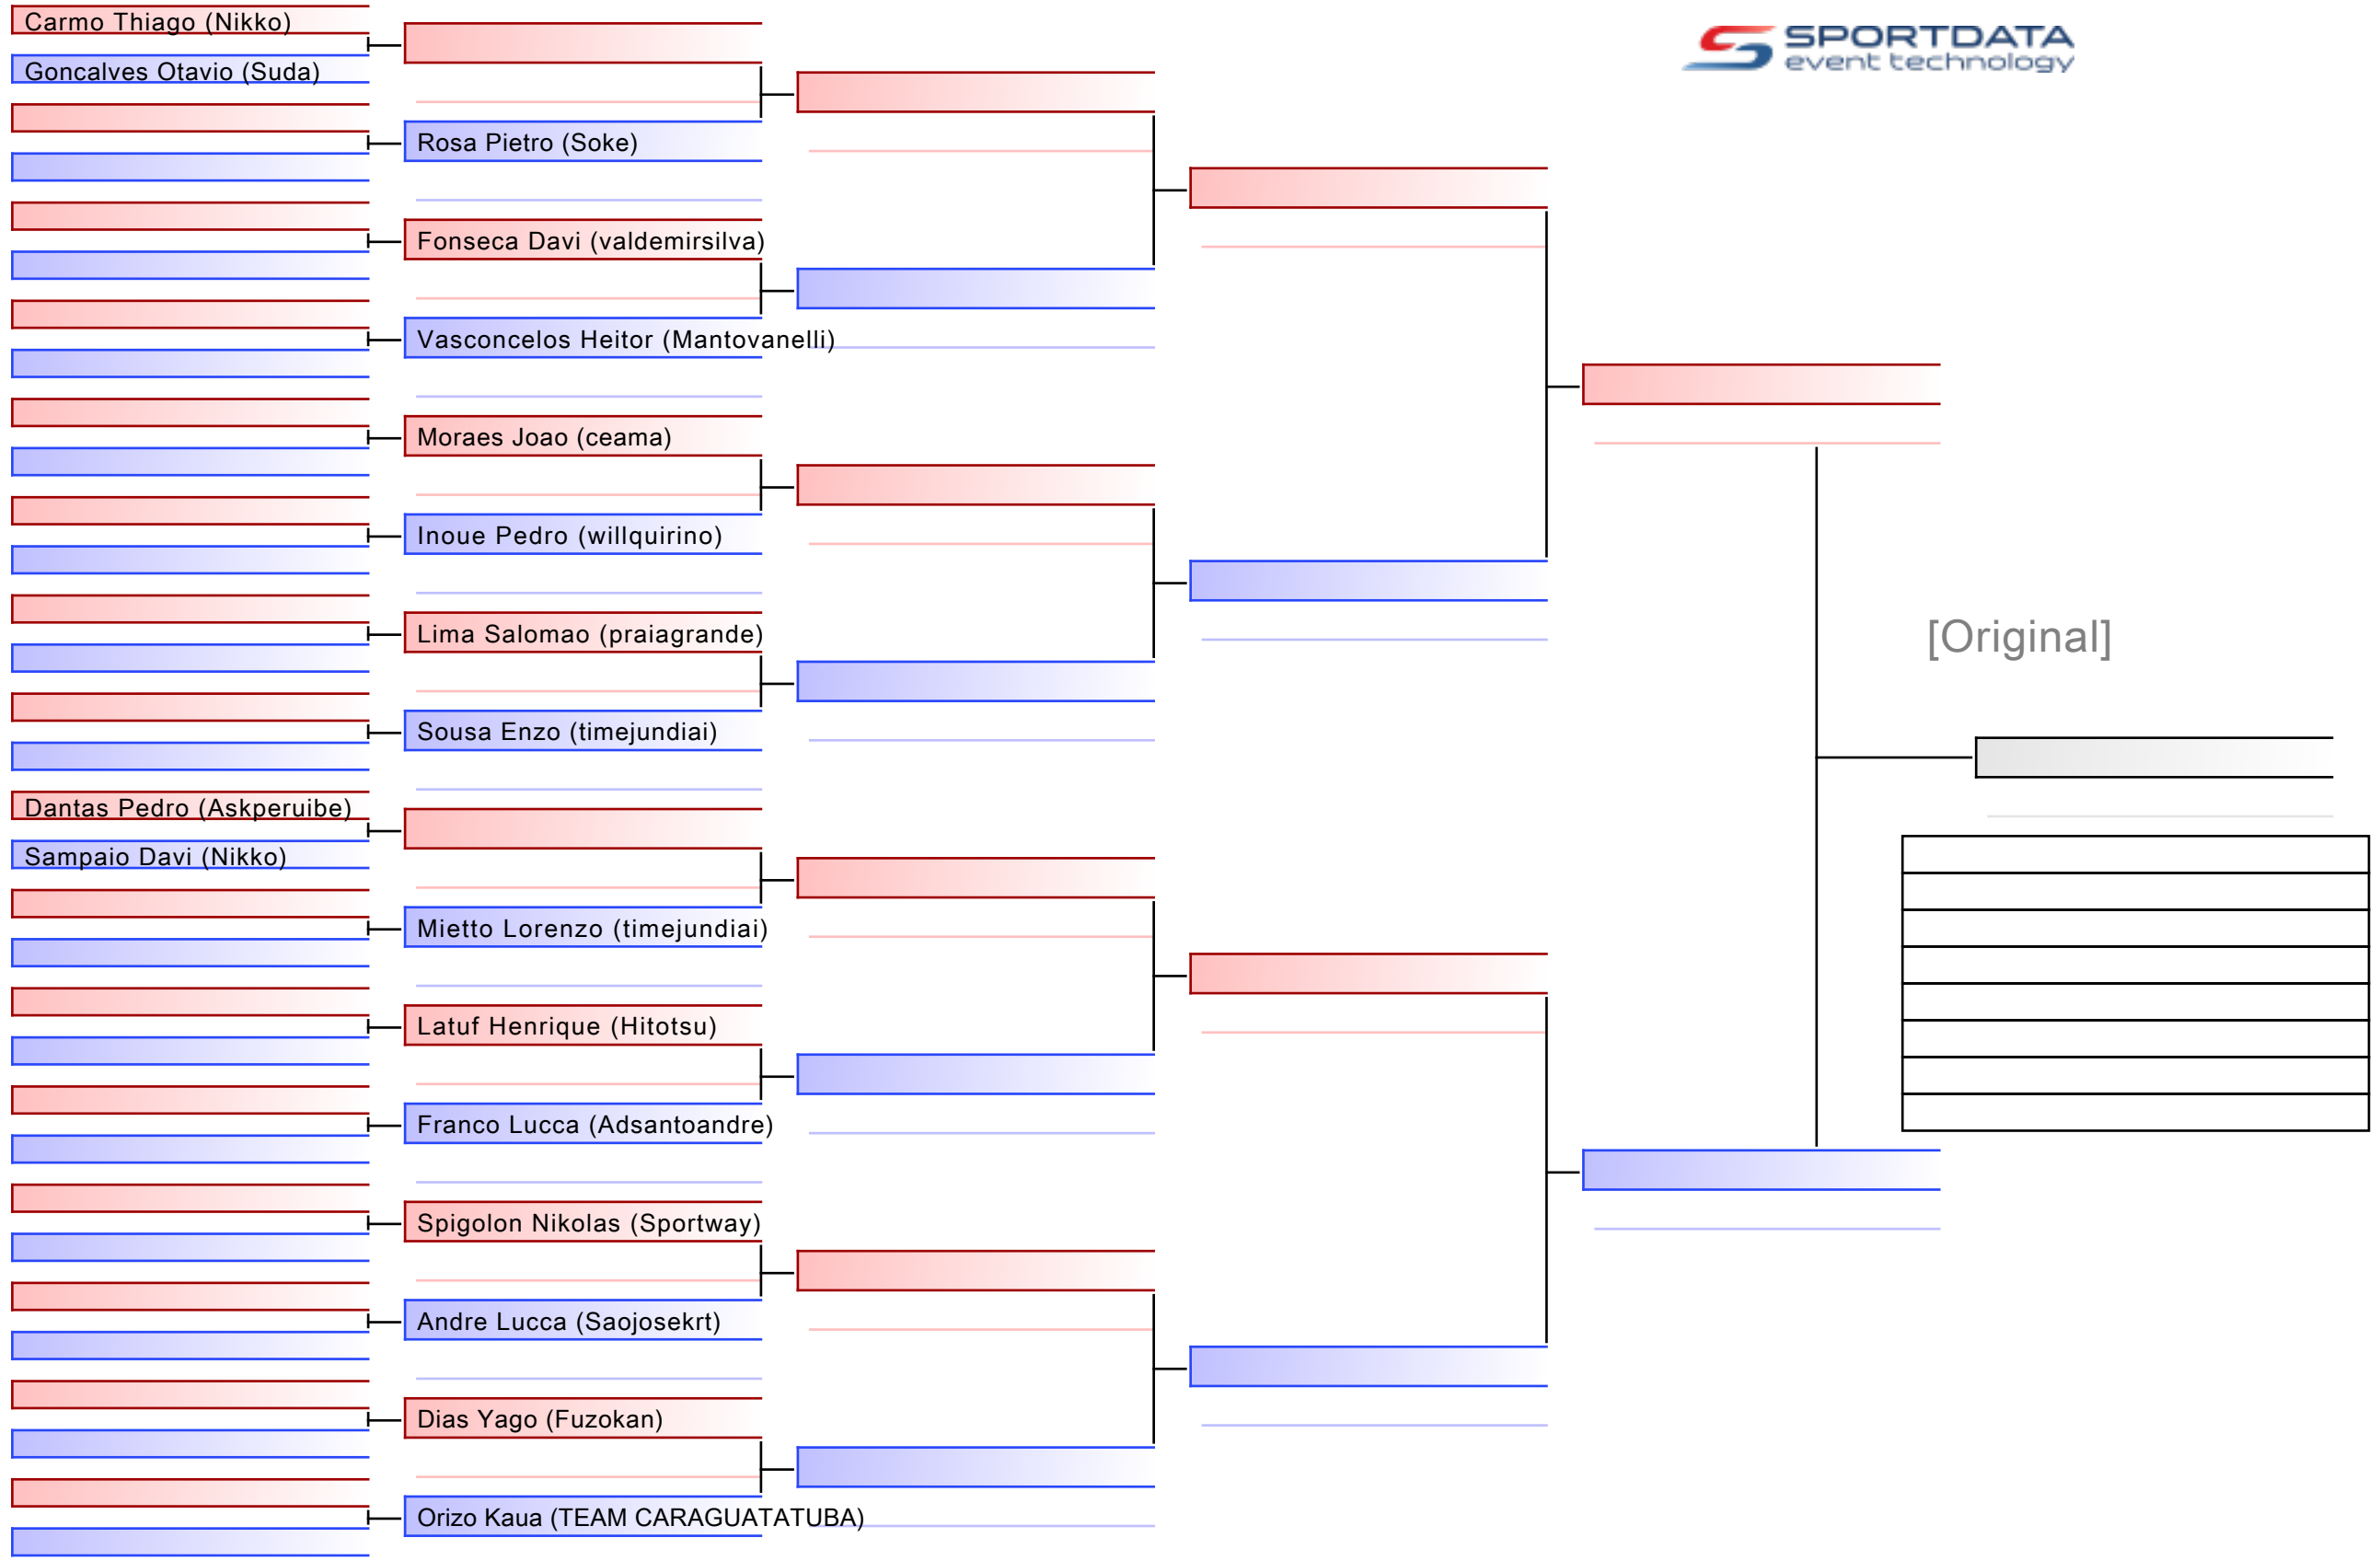 Carmo Thiago (Nikko)
Goncalves Otavio (Suda)
Rosa Pietro (Soke)
Fonseca Davi (valdemirsilva)
Vasconcelos Heitor (Mantovanelli)
Moraes Joao (ceama)
Inoue Pedro (willquirino)
Lima Salomao (praiagrande)
Sousa Enzo (timejundiai)
Dantas Pedro (Askperuibe)
Sampaio Davi (Nikko)
Mietto Lorenzo (timejundiai)
Latuf Henrique (Hitotsu)
Franco Lucca (Adsantoandre)
Spigolon Nikolas (Sportway)
Andre Lucca (Saojosekrt)
Dias Yago (Fuzokan)
Orizo Kaua (TEAM CARAGUATATUBA)
SPORTDATA
event technology
[Original]